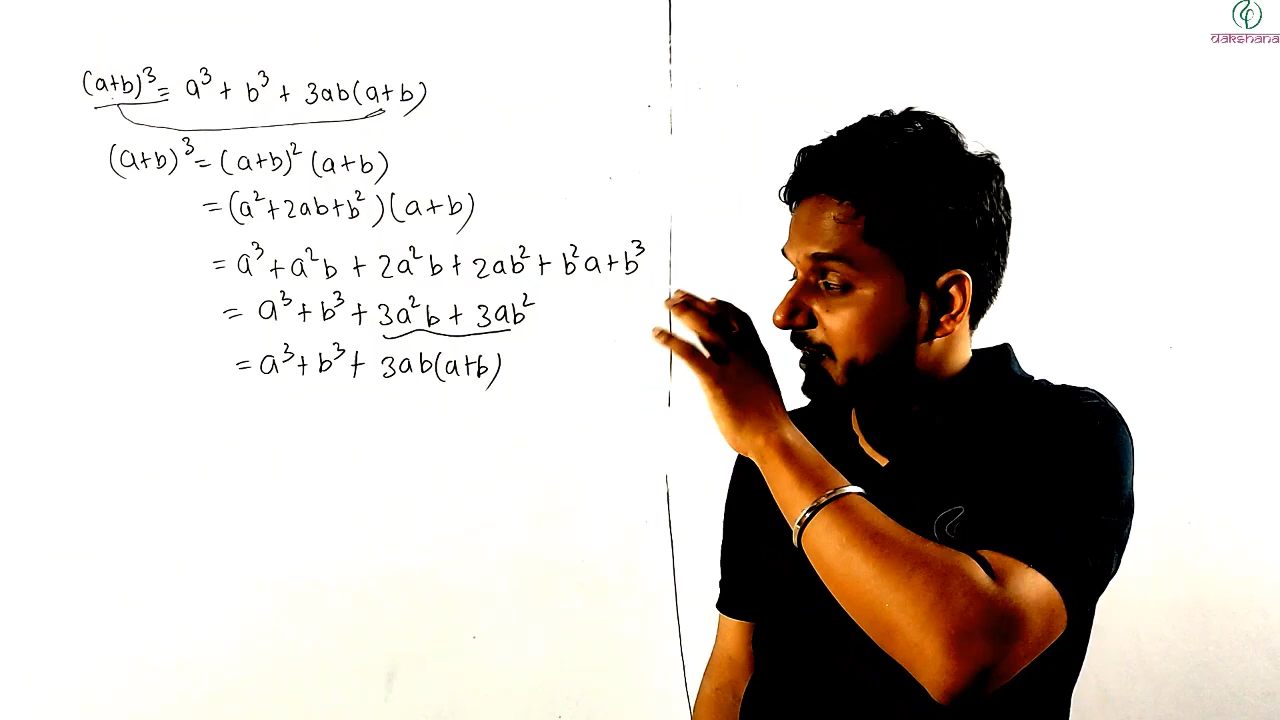 (a+b)³ = a³ + b³ + 3ab(a+b)
(a+b)³ = (a+b)² (a+b)
= (a²+2ab+b²)(a+b)
= a³ + a²b + 2a²b + 2ab² + b²a + b³
= a³ + b³ + 3a²b + 3ab²
= a³ + b³ + 3ab(a+b)
dakshana